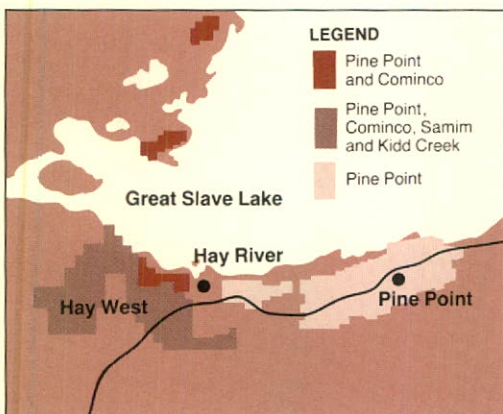 LEGEND
Pine Point
and Cominco
Pine Point,
Cominco, Samim
and Kidd Creek
Pine Point
Great Slave Lake
Hay River
Hay West
Pine Point